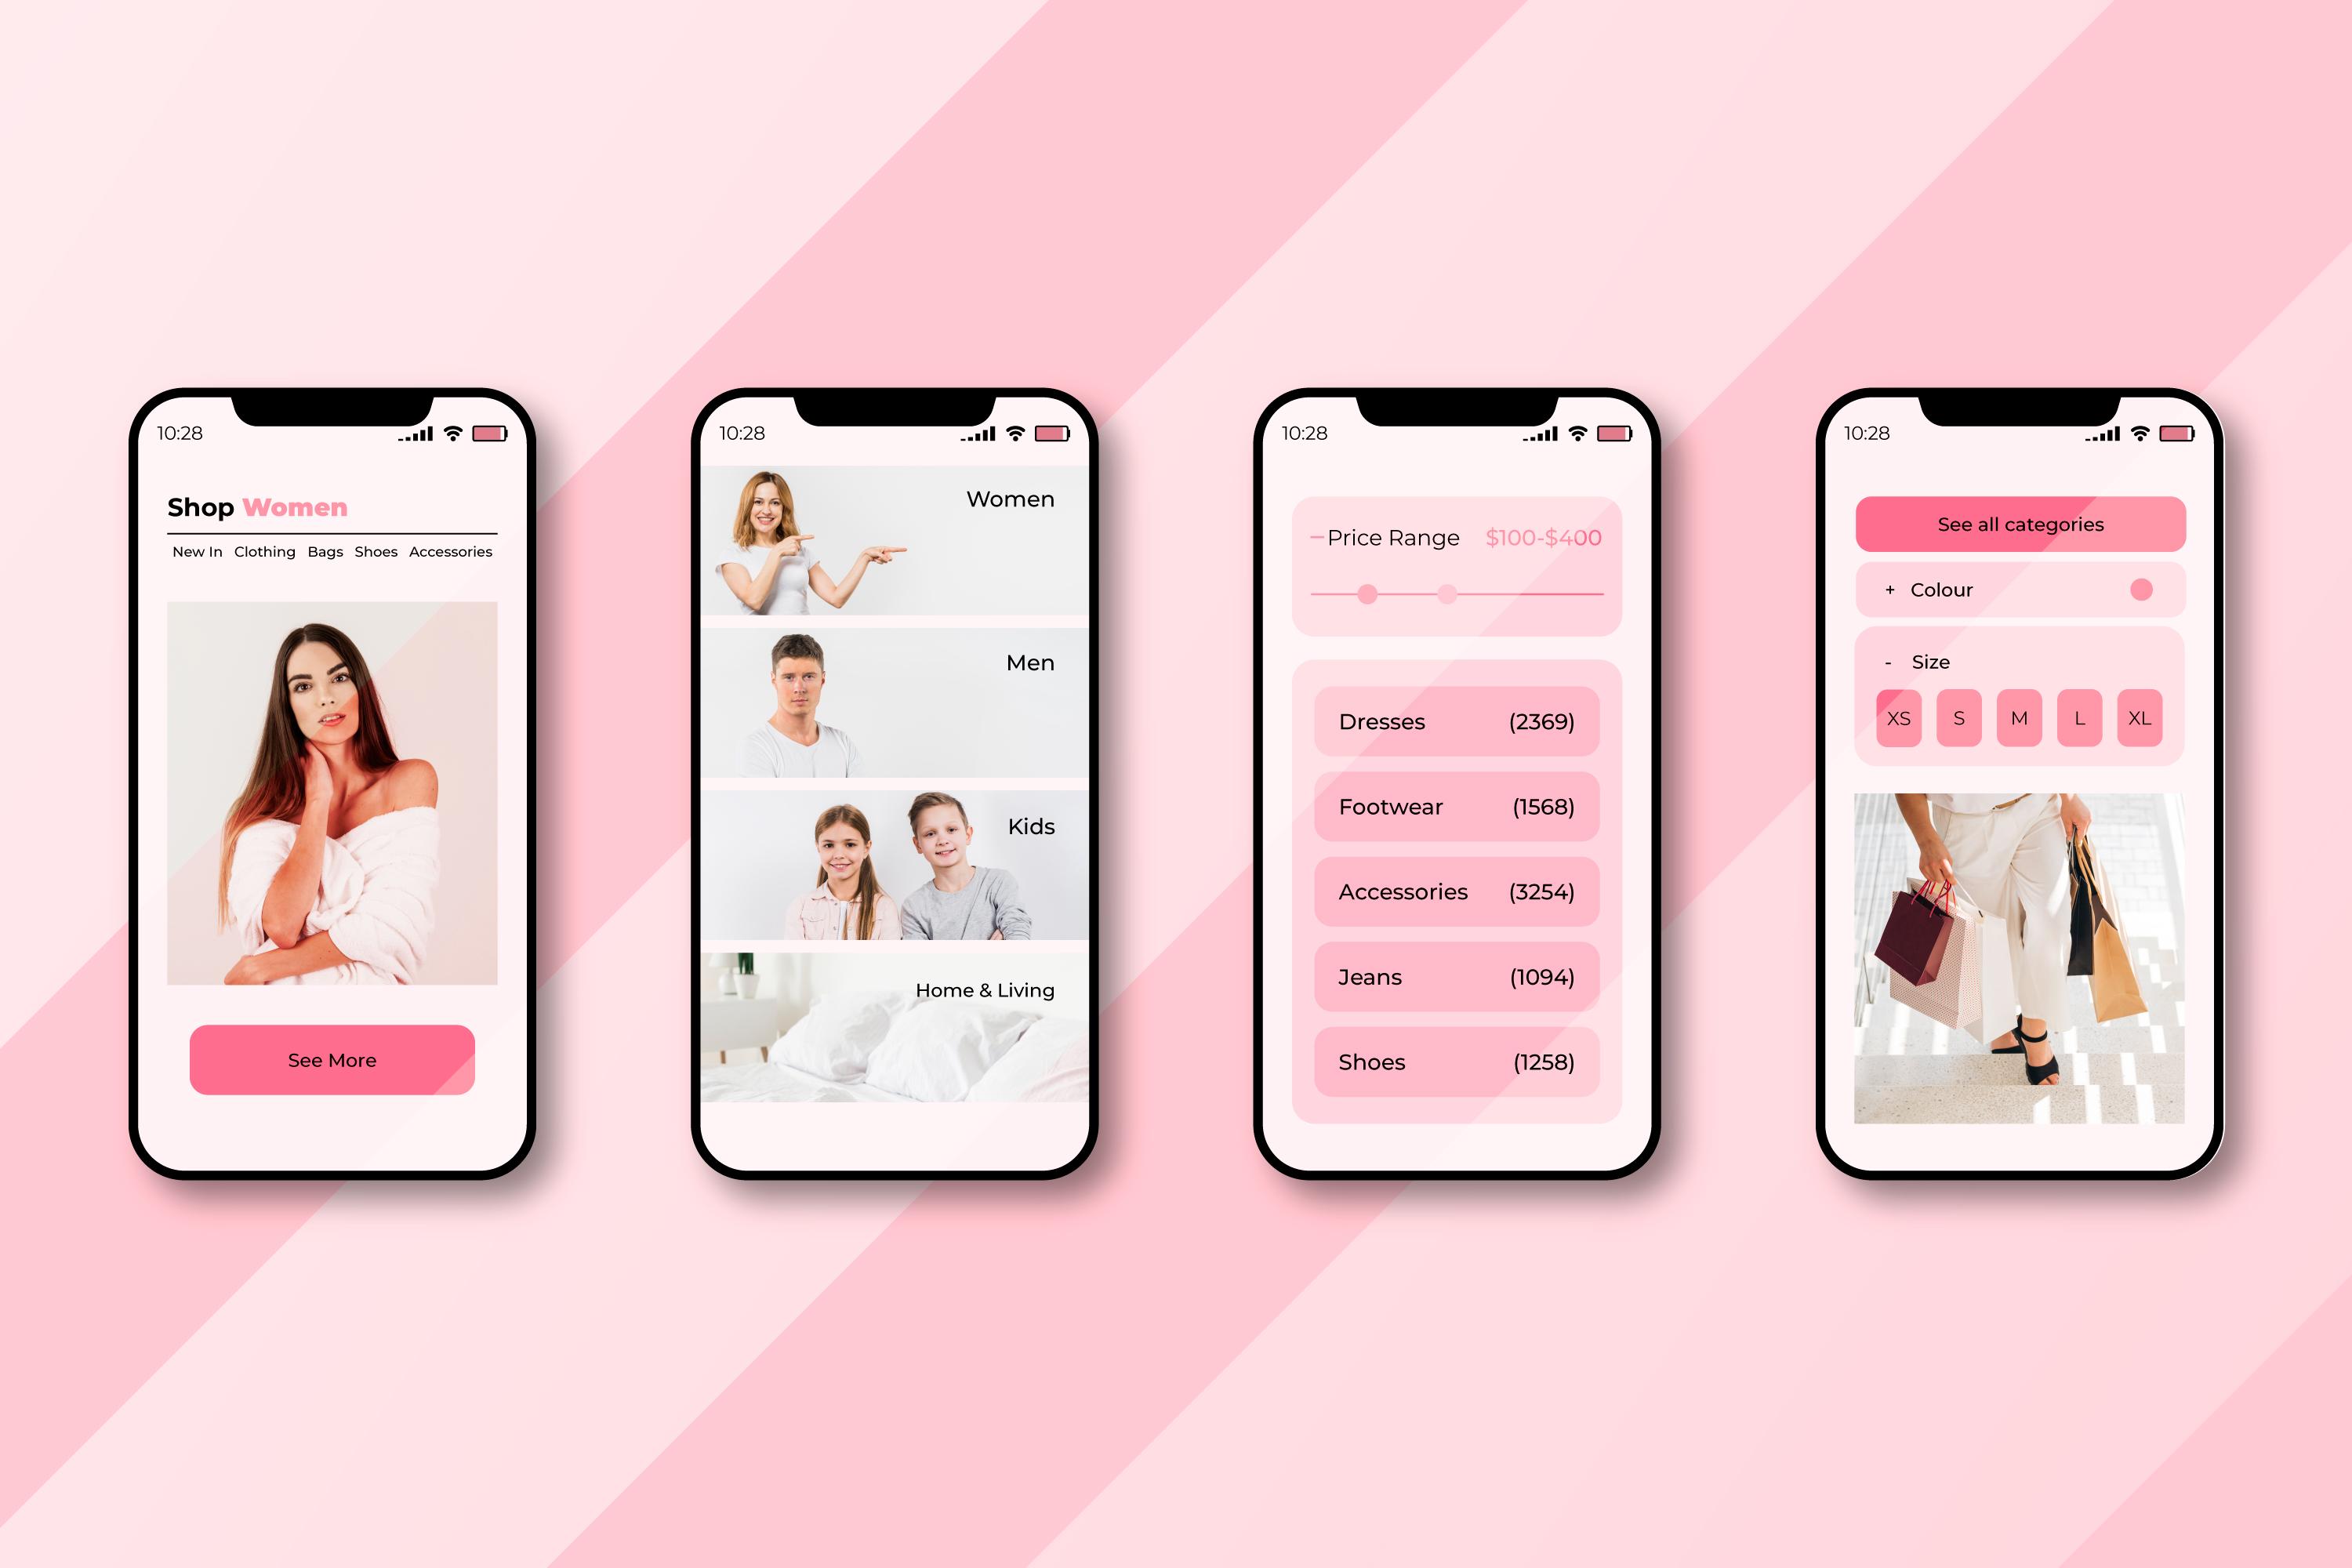 10:28
Shop Women
New In Clothing Bags Shoes Accessories
See More
10:28
Women
Men
Kids
Home & Living
10:28
Price Range $100-$400
Dresses (2369)
Footwear (1568)
Accessories (3254)
Jeans (1094)
Shoes (1258)
10:28
See all categories
+ Colour
- Size
XS S M L XL